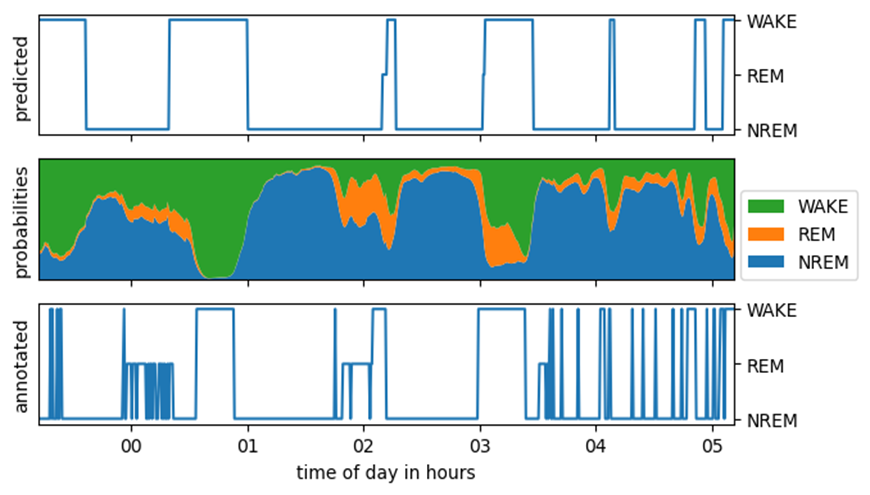 predicted
WAKE
REM
NREM
probabilities
WAKE
REM
NREM
annotated
WAKE
REM
NREM
00 01 02 03 04 05
time of day in hours